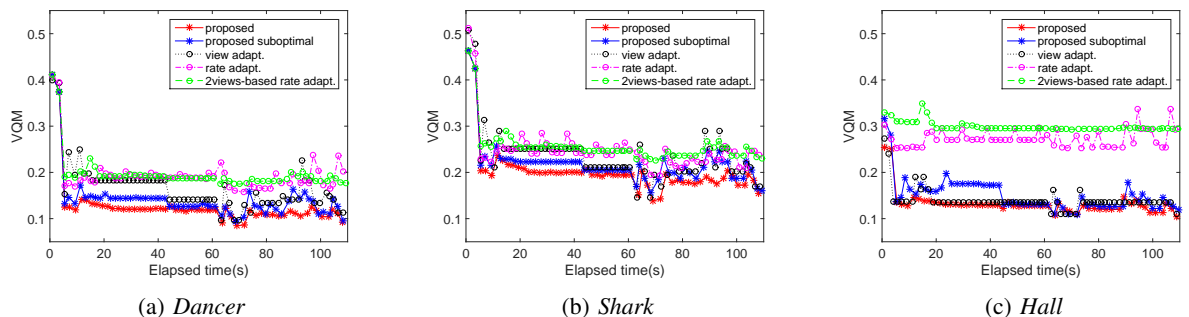 proposed
proposed suboptimal
view adapt.
rate adapt.
2views-based rate adapt.
VQM
0.5
0.4
0.3
0.2
0.1
0 20 40 60 80 100
Elapsed time(s)
(a) Dancer
proposed
proposed suboptimal
view adapt.
rate adapt.
2views-based rate adapt.
VQM
0.5
0.4
0.3
0.2
0.1
0 20 40 60 80 100
Elapsed time(s)
(b) Shark
proposed
proposed suboptimal
view adapt.
rate adapt.
2views-based rate adapt.
VQM
0.5
0.4
0.3
0.2
0.1
0 20 40 60 80 100
Elapsed time(s)
(c) Hall